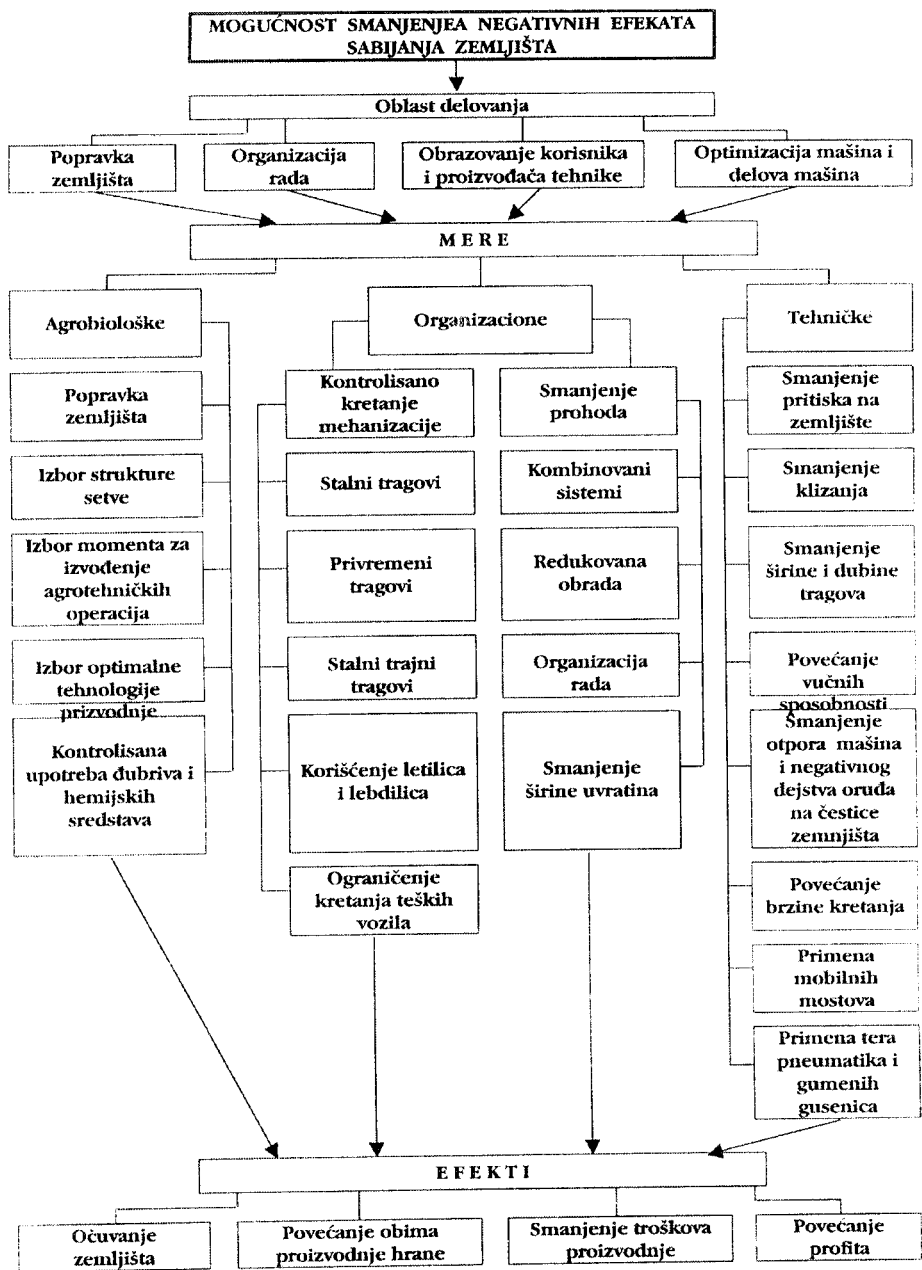 MOGUĆNOST SMANJENJEA NEGATIVNIH EFEKATA
SABIJANJA ZEMLJIŠTA
Oblast delovanja
Popravka
zemljišta
Organizacija
rada
Obrazovanje korisnika
i proizvođača tehnike
Optimizacija mašina i
delova mašina
M E R E
Agrobiološke
Organizacione
Tehničke
Popravka
zemljišta
Izbor strukture
setve
Izbor momenta za
izvođenje
agrotehničkih
operacija
Izbor optimalne
tehnologije
prizvodnje
Kontrolisana
upotreba đubriva i
hemijskih
sredstava
Kontrolisano
kretanje
mehanizacije
Stalni tragovi
Privremeni
tragovi
Stalni trajni
tragovi
Korišćenje letilica
i lebdilica
Ograničenje
kretanja teških
vozila
Smanjenje
prohoda
Kombinovani
sistemi
Redukovana
obrada
Organizacija
rada
Smanjenje
širine uvratina
Smanjenje
pritiska na
zemljište
Smanjenje
klizanja
Smanjenje
širine i dubine
tragova
Povećanje
vučnih
sposobnosti
Smanjenje
otpora mašina
i negativnog
dejstva oruđa
na čestice
zemnjišta
Povećanje
brzine kretanja
Primena
mobilnih
mostova
Primena tera
pneumatika i
gumenih
gusenica
E F E K T I
Očuvanje
zemljišta
Povećanje obima
proizvodnje hrane
Smanjenje troškova
proizvodnje
Povećanje
profita